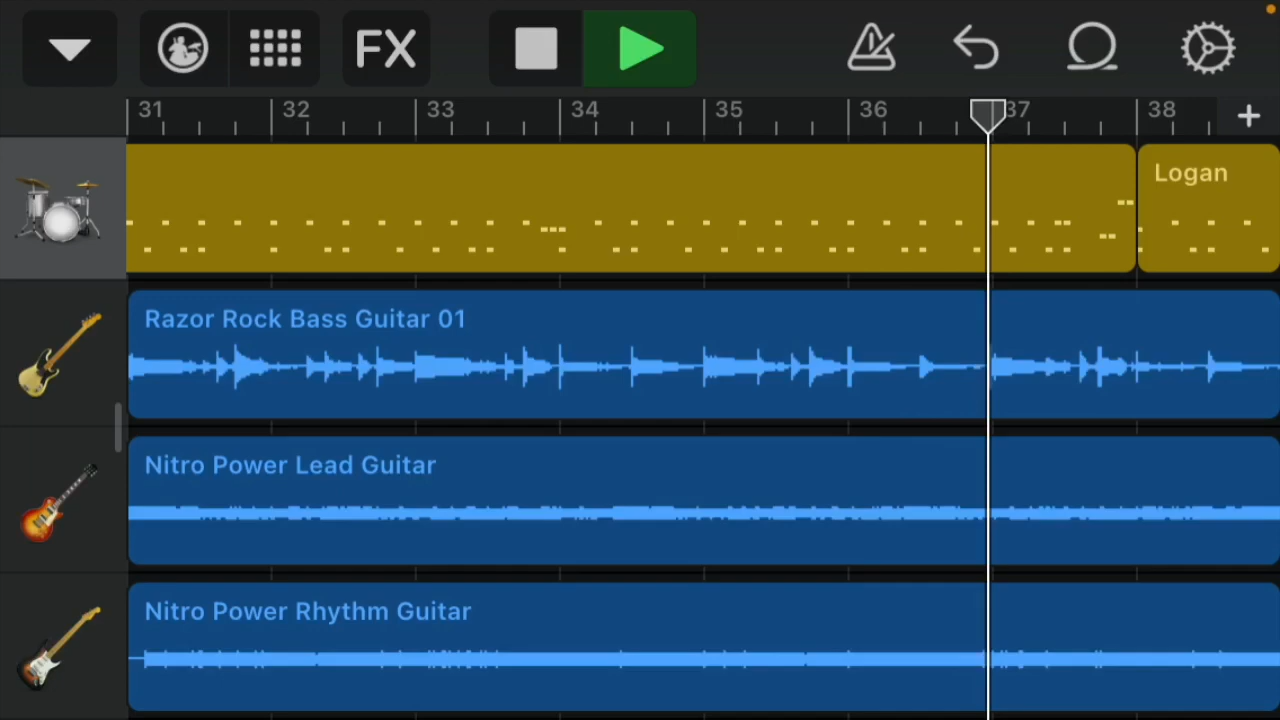 FX
31 32 33 34 35 36 37 38
Logan
Razor Rock Bass Guitar 01
Nitro Power Lead Guitar
Nitro Power Rhythm Guitar